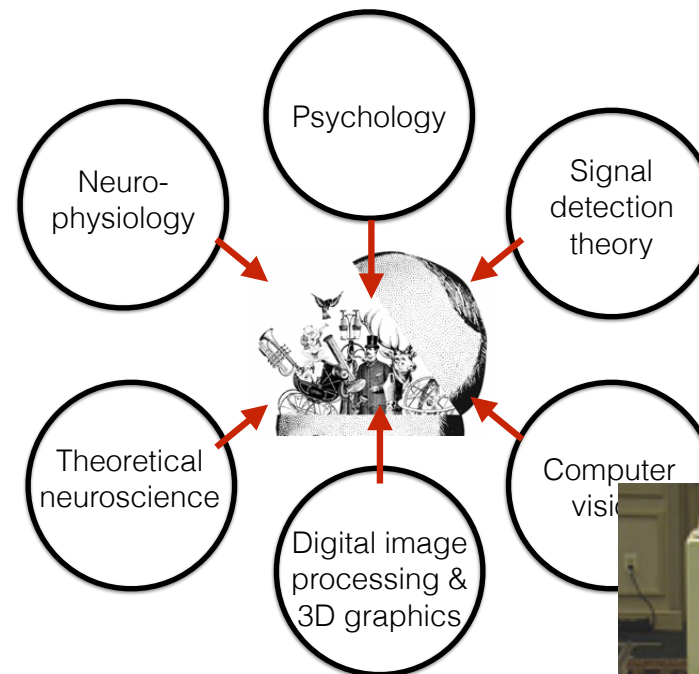 Psychology
Neuro-
physiology
Signal
detection
theory
Theoretical
neuroscience
Computer
Digital image
processing &
3D graphics